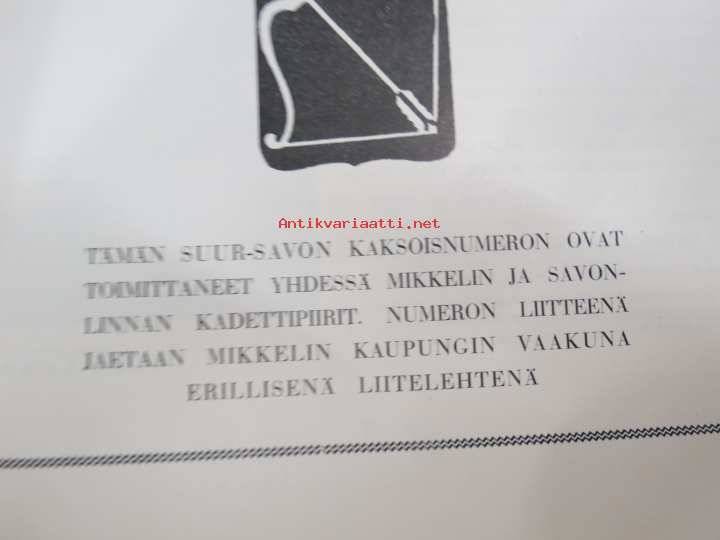 Antikvariaatti.net
TÄMÄN SUUR-SAVON KAKSOISNUMERON OVAT
TOIMITTANEET YHDESSÄ MIKKELIN JA SAVON-
LINNAN KADETTIPIIRIT. NUMERON LIITTEENÄ
JAETAAN MIKKELIN KAUPUNGIN VAAKUNA
ERILLISENÄ LIITELEHTENÄ